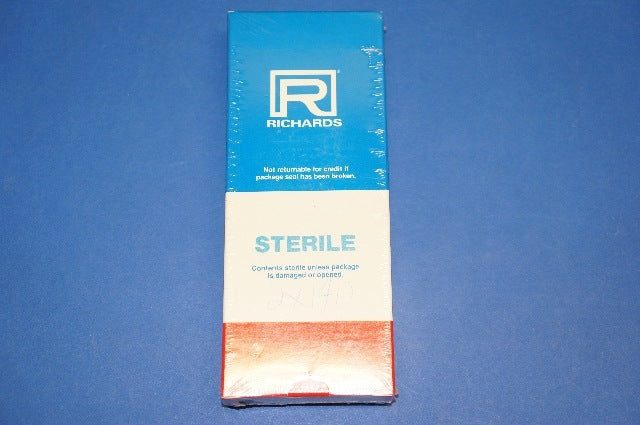 R
RICHARDS
Not returnable for credit if
package seal has been broken.
STERILE
Contents sterile unless package
is damaged or opened.